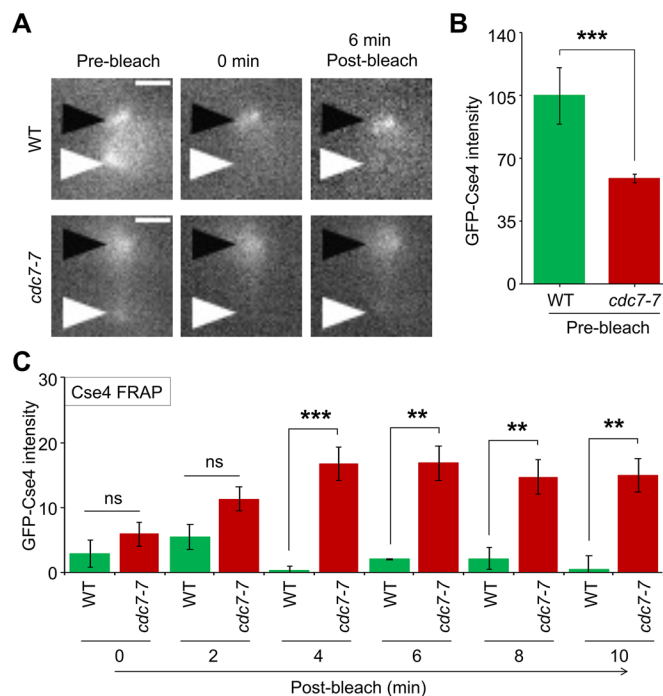 A
Pre-bleach
0 min
6 min
Post-bleach
WT
cdc7-7
B
GFP-Cse4 intensity
140
105
70
35
0
***
WT
cdc7-7
Pre-bleach
C
GFP-Cse4 intensity
30
20
10
0
Cse4 FRAP
ns
ns
***
**
**
**
WT
cdc7-7
WT
cdc7-7
WT
cdc7-7
WT
cdc7-7
WT
cdc7-7
WT
cdc7-7
0
2
4
6
8
10
Post-bleach (min)